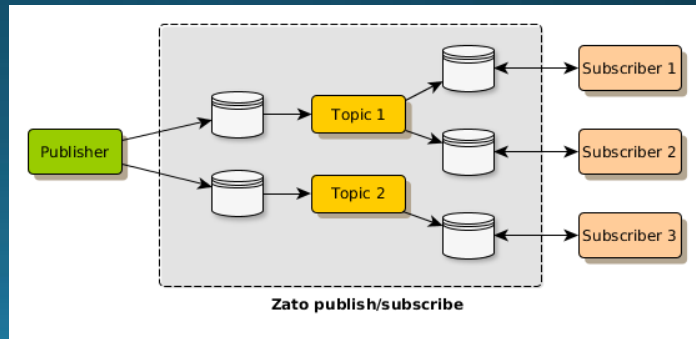 Publisher
Topic 1
Topic 2
Subscriber 1
Subscriber 2
Subscriber 3
Zato publish/subscribe